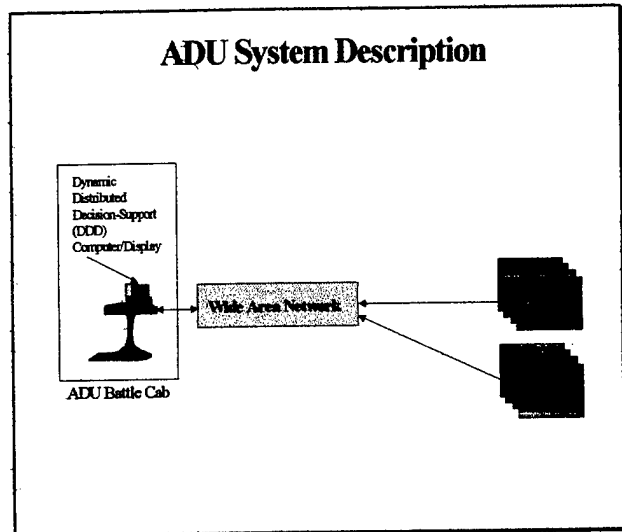 ADU System Description
Dynamic
Distributed
Decision-Support
(DDD)
Computer/Display
Wide Area Network
ADU Battle Cab